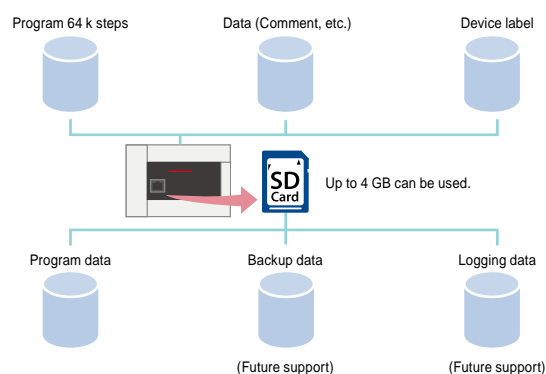 Program 64 k steps
Data (Comment, etc.)
Device label
SD
Card
Up to 4 GB can be used.
Program data
Backup data
Logging data
(Future support)
(Future support)